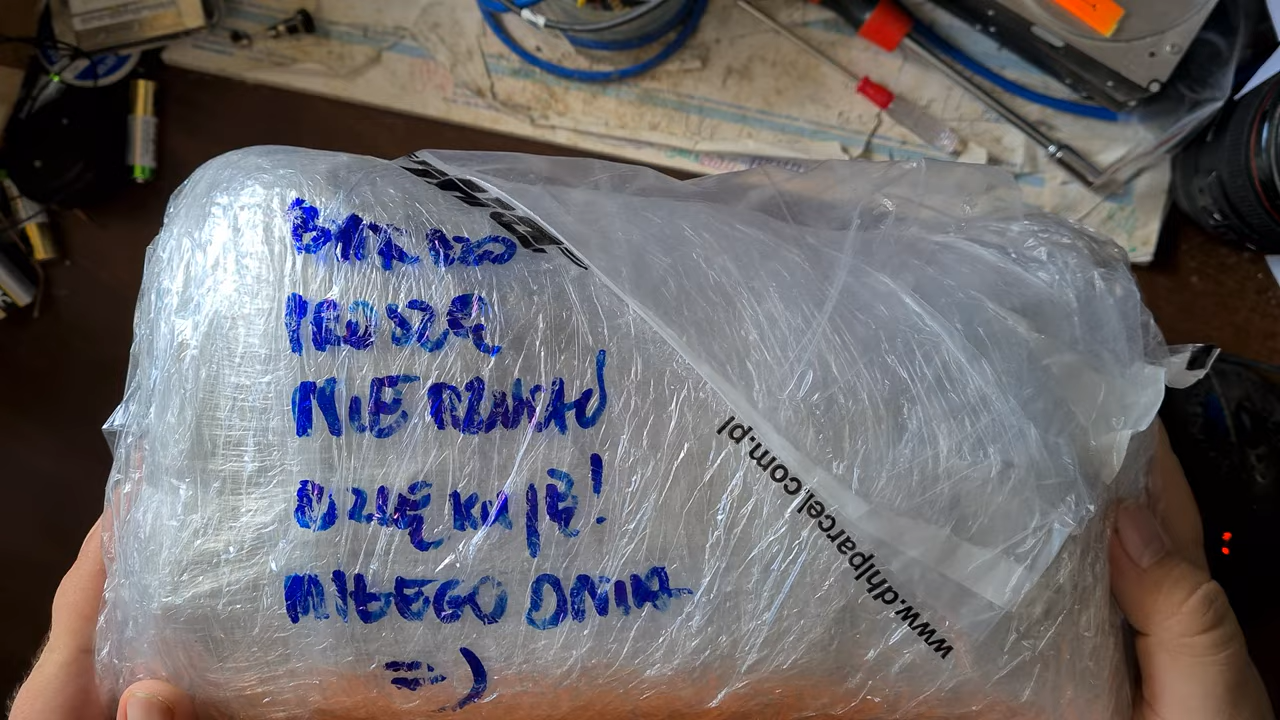 BARDZO
PROSZĘ
NIE RZUCAĆ
DZIĘKUJĘ!
MIŁEGO DNIA
=)
www.dhlparcel.com.pl